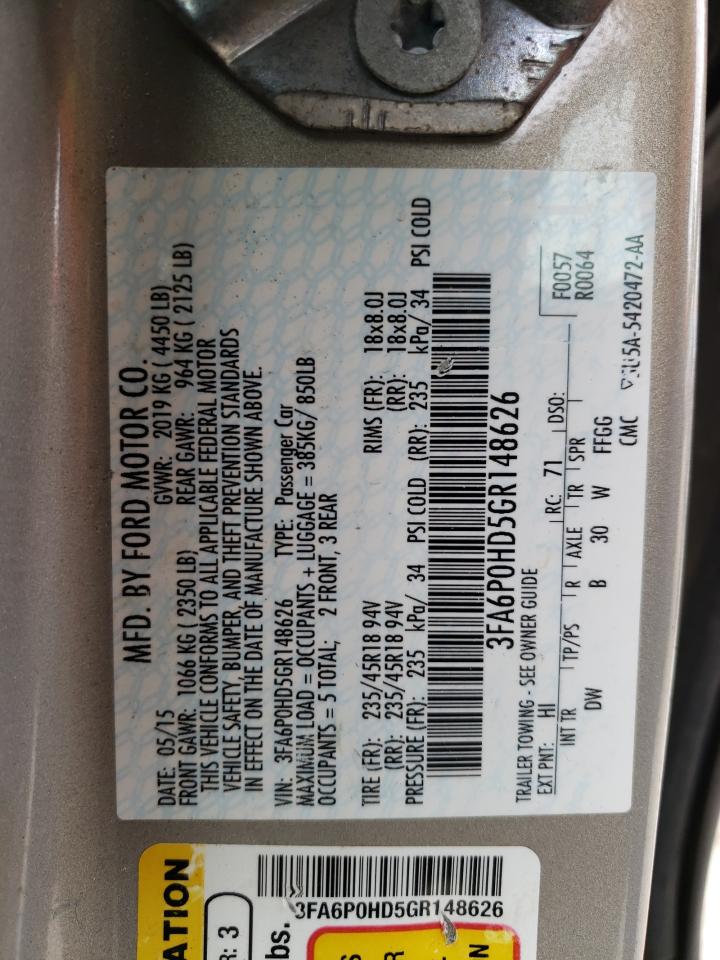 MFD. BY FORD MOTOR CO.
DATE: 05/15 GVWR: 2019 KG ( 4450 LB)
FRONT GAWR: 1066 KG ( 2350 LB) REAR GAWR: 964 KG ( 2125 LB)
THIS VEHICLE CONFORMS TO ALL APPLICABLE FEDERAL MOTOR
VEHICLE SAFETY, BUMPER, AND THEFT PREVENTION STANDARDS
IN EFFECT ON THE DATE OF MANUFACTURE SHOWN ABOVE.
VIN: 3FA6P0HD5GR148626 TYPE: Passenger Car
MAXIMUM LOAD = OCCUPANTS + LUGGAGE = 385KG/ 850LB
OCCUPANTS = 5 TOTAL; 2 FRONT, 3 REAR
TIRE (FR): 235/45R18 94V RIMS (FR): 18x8.0J
(RR): 235/45R18 94V (RR): 18x8.0J
PRESSURE (FR): 235 kPa/ 34 PSI COLD (RR): 235 kPa/ 34 PSI COLD
3FA6P0HD5GR148626
TRAILER TOWING - SEE OWNER GUIDE
EXT PNT: HI RC: 71 DSO: F0057
R0064
INT TR TP/PS R AXLE TR SPR
DW B 30 W FFGG
CMC 5A-5420472-AA
ATION
R: 3
bs.
3FA6P0HD5GR148626
S
R
N